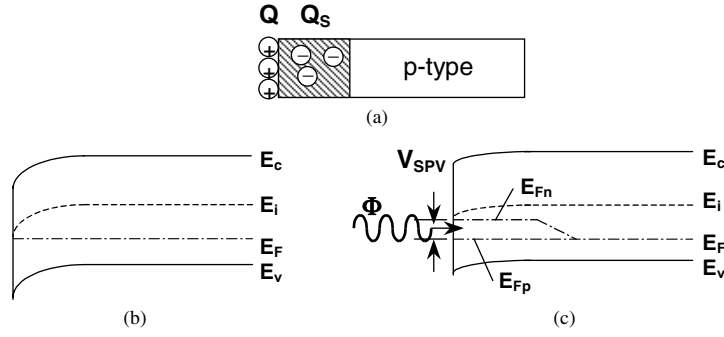 Q Q_S
+ + +
− − −
p-type
(a)
E_c
E_i
E_F
E_v
(b)
V_SPV
Φ
E_Fn
E_Fp
E_c
E_i
E_F
E_v
(c)